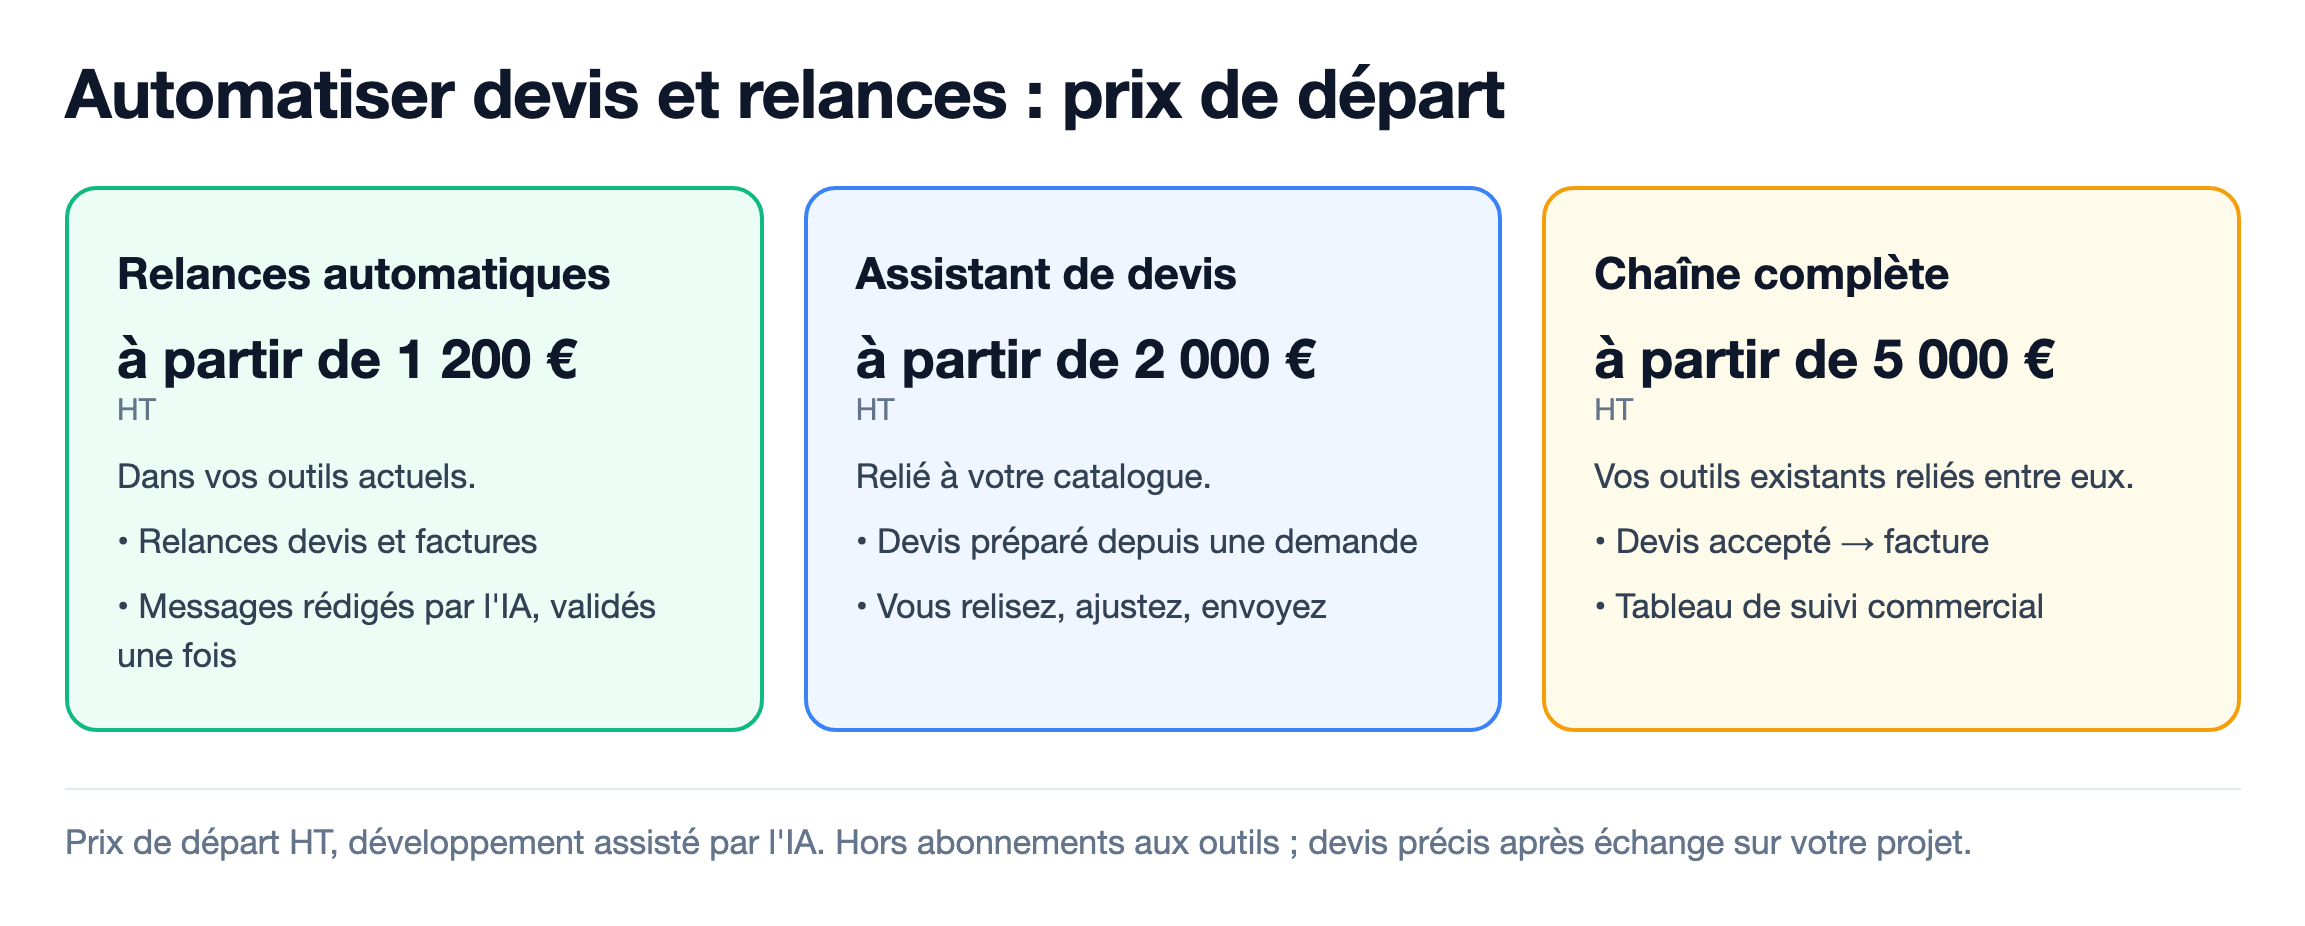 Automatiser devis et relances : prix de départ
Relances automatiques
à partir de 1 200 €
HT
Dans vos outils actuels.
• Relances devis et factures
• Messages rédigés par l'IA, validés
une fois
Assistant de devis
à partir de 2 000 €
HT
Relié à votre catalogue.
• Devis préparé depuis une demande
• Vous relisez, ajustez, envoyez
Chaîne complète
à partir de 5 000 €
HT
Vos outils existants reliés entre eux.
• Devis accepté → facture
• Tableau de suivi commercial
Prix de départ HT, développement assisté par l'IA. Hors abonnements aux outils ; devis précis après échange sur votre projet.